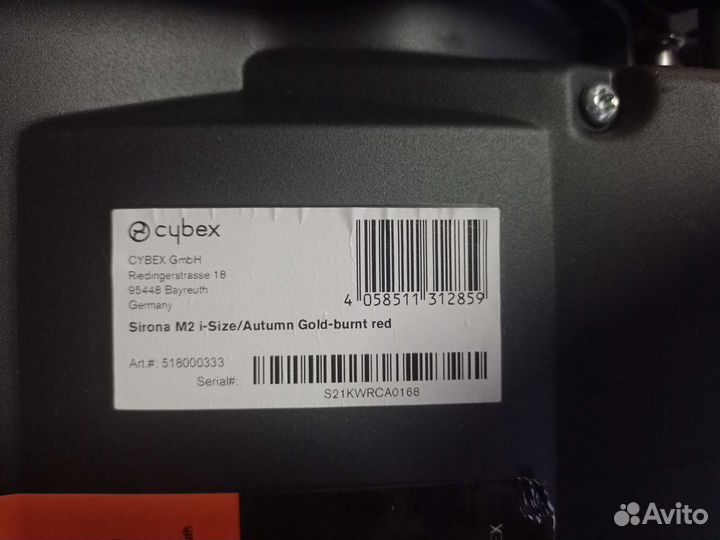 cybex
CYBEX GmbH
Riedingerstrasse 18
95448 Bayreuth
Germany
4 058511 312859
Sirona M2 i-Size/Autumn Gold-burnt red
Art.#: 518000333
Serial#:
S21KWRCA0168
Avito